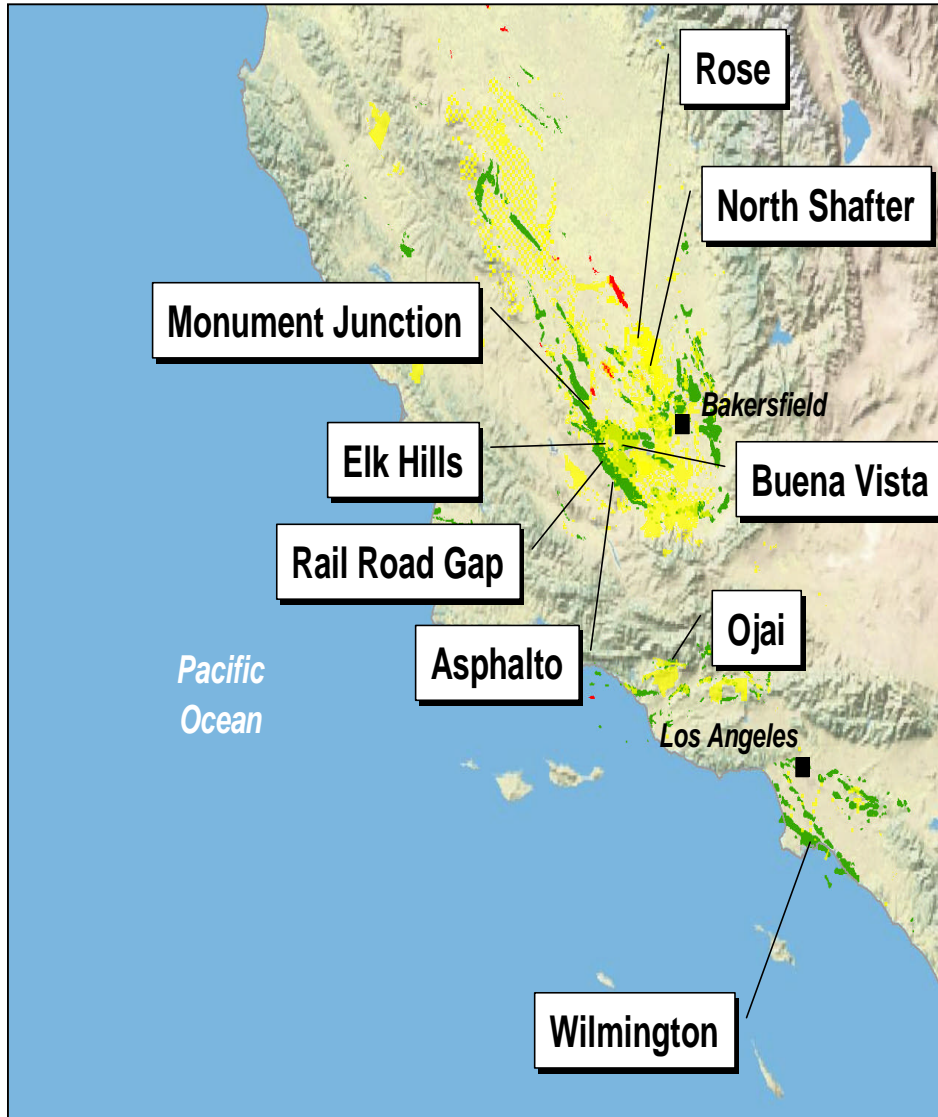 Rose
North Shafter
Monument Junction
Bakersfield
Elk Hills
Buena Vista
Rail Road Gap
Ojai
Asphalto
Pacific
Ocean
Los Angeles
Wilmington